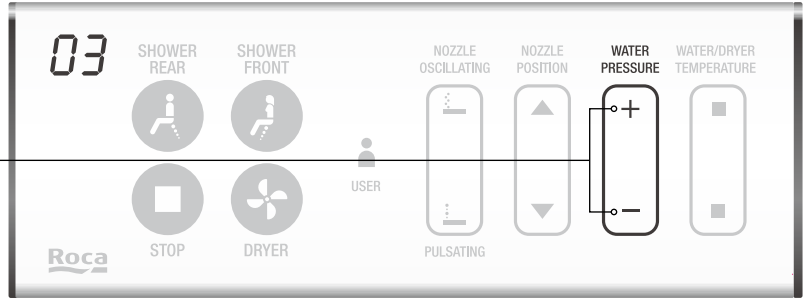 03
SHOWER
REAR
SHOWER
FRONT
STOP
DRYER
USER
NOZZLE
OSCILLATING
PULSATING
NOZZLE
POSITION
WATER
PRESSURE
+
−
WATER/DRYER
TEMPERATURE
Roca